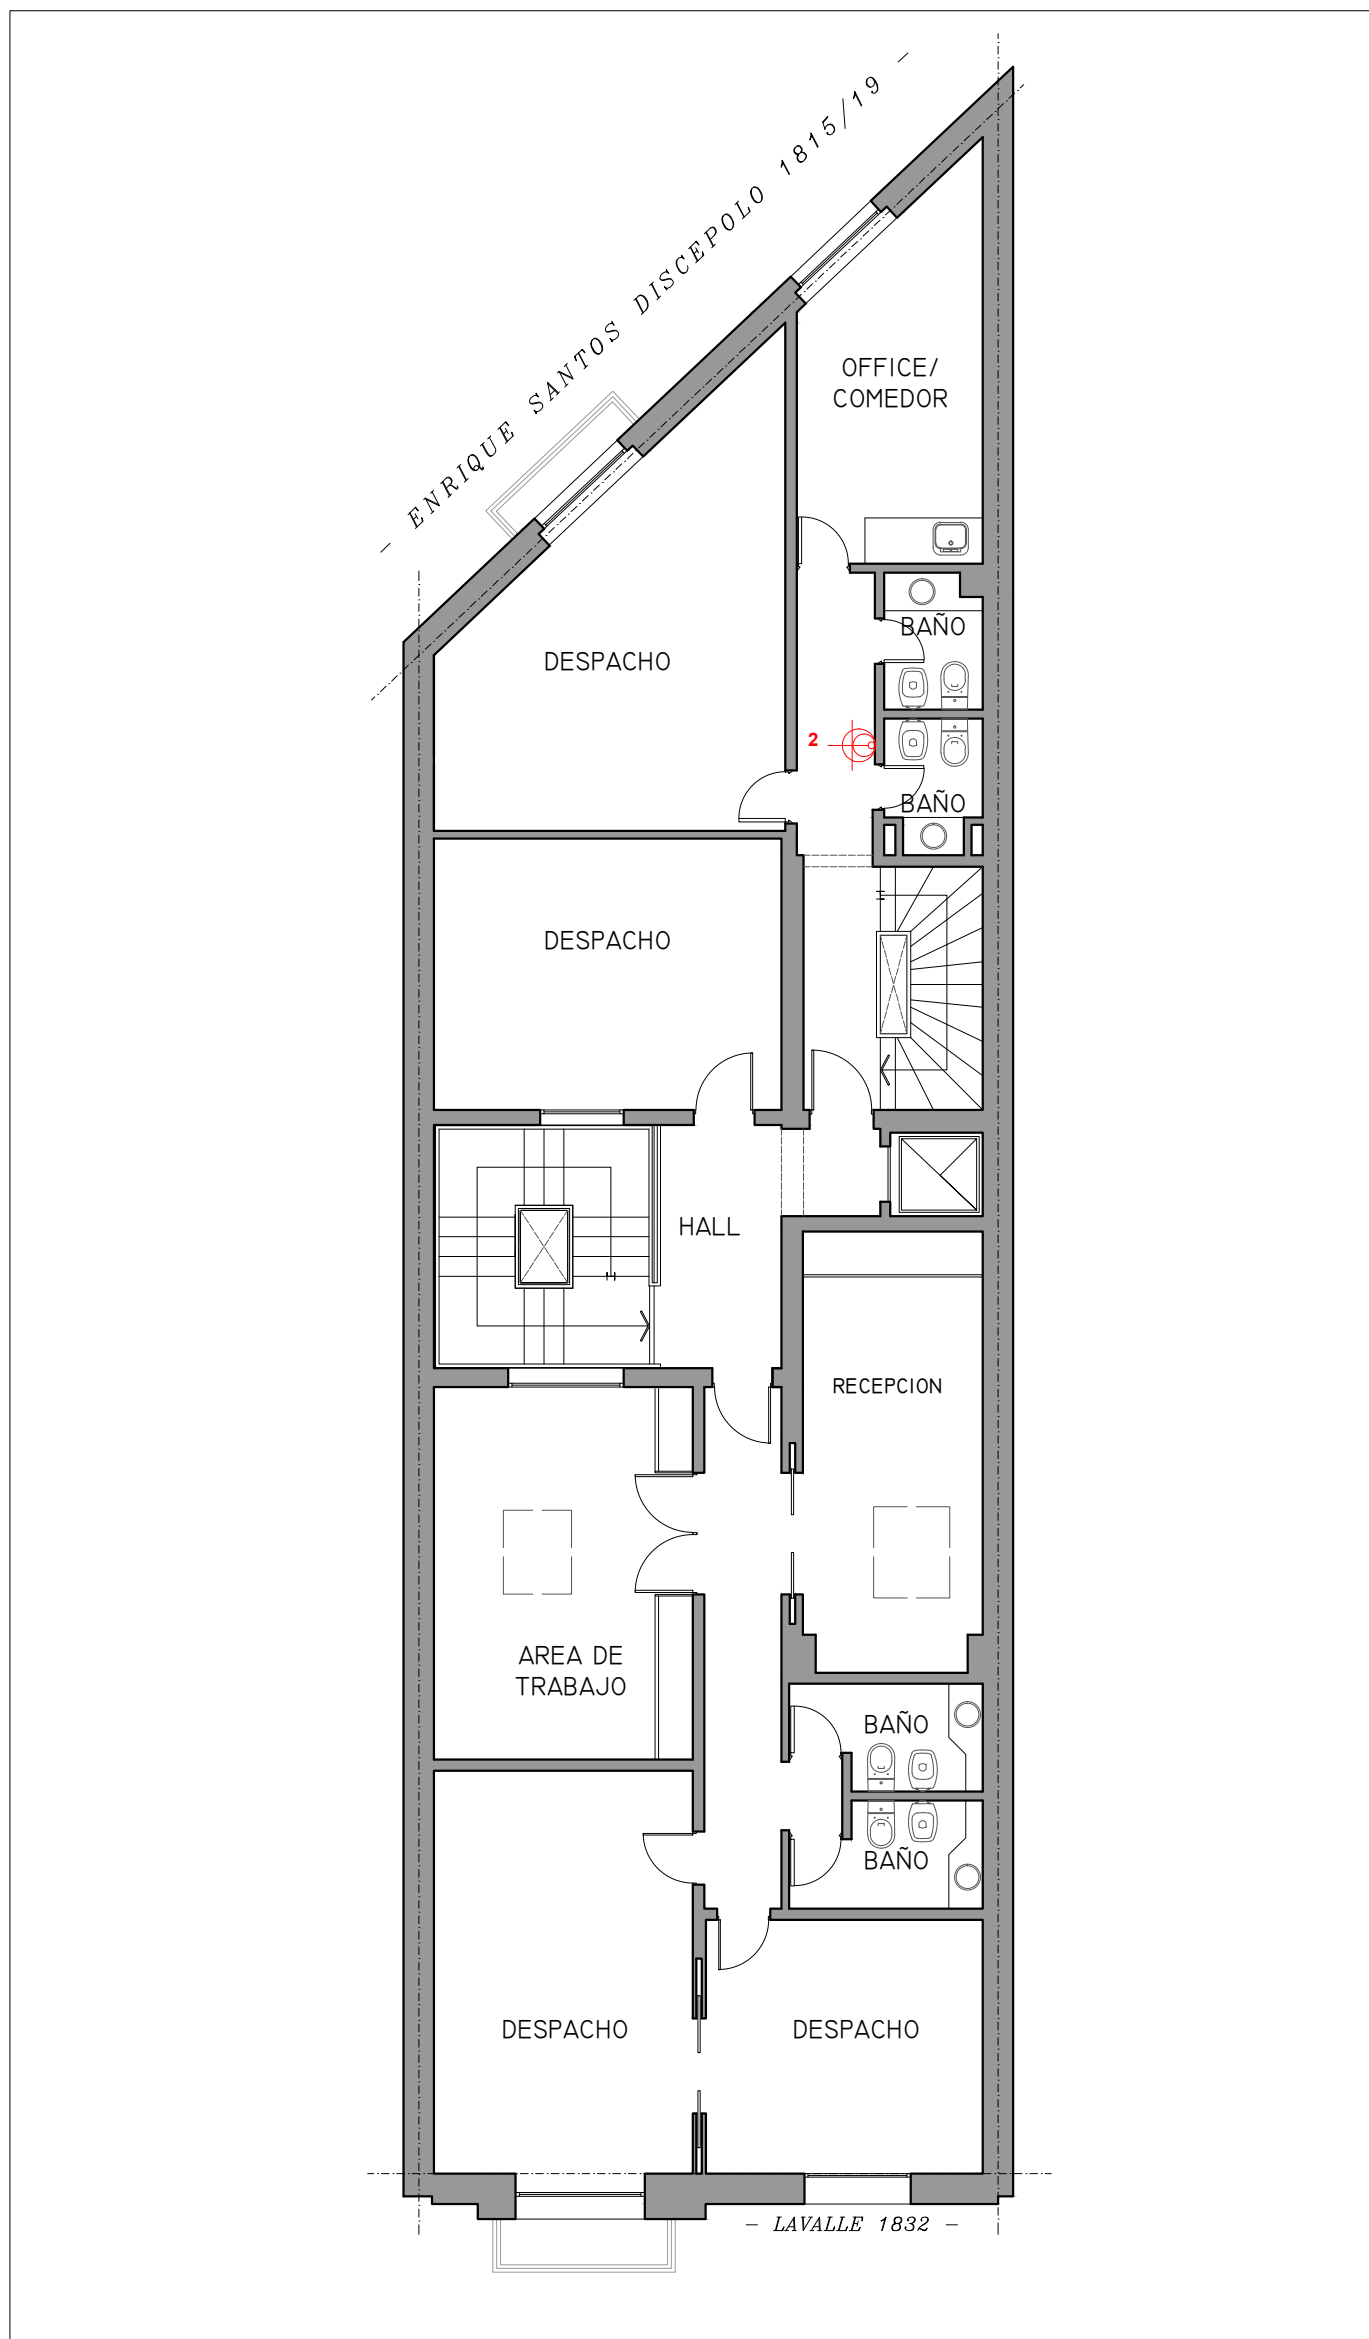 - ENRIQUE SANTOS DISCEPOLO 1815/19 -
OFFICE/
COMEDOR
BAÑO
DESPACHO
2
BAÑO
DESPACHO
HALL
RECEPCION
AREA DE
TRABAJO
BAÑO
BAÑO
DESPACHO
DESPACHO
- LAVALLE 1832 -